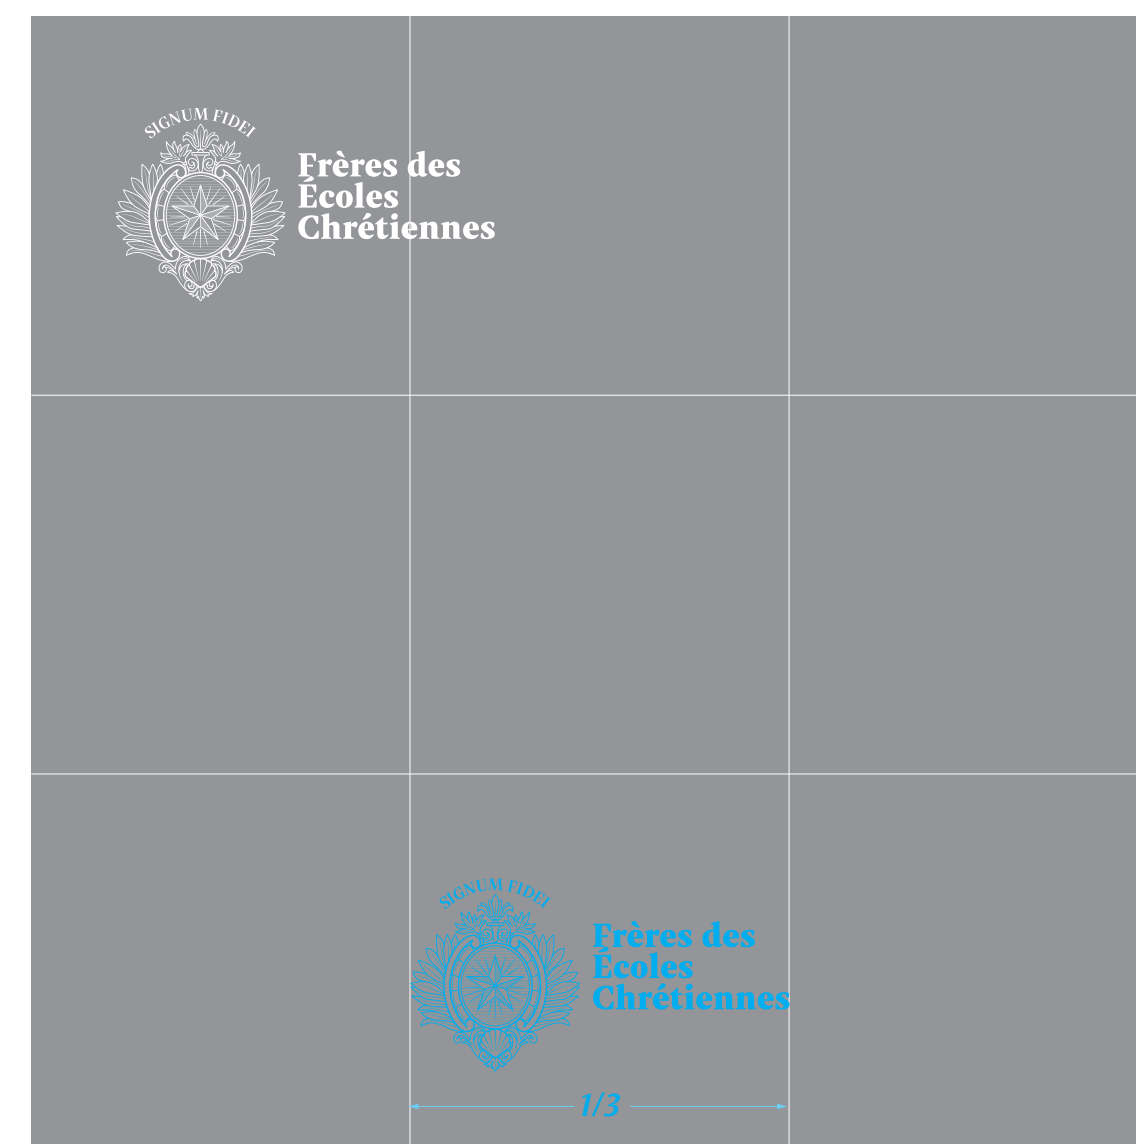 SIGNUM FIDEI
Frères des
Écoles
Chrétiennes
SIGNUM FIDEI
Frères des
Écoles
Chrétiennes
1/3